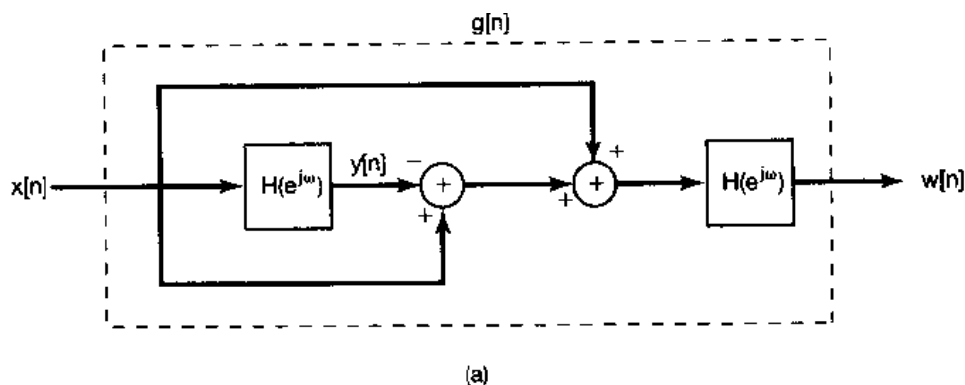 g[n]
x[n]
H(e^{jω})
y[n]
−
+
+
+
+
+
H(e^{jω})
w[n]
(a)